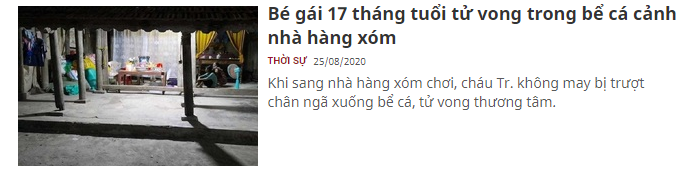 Bé gái 17 tháng tuổi tử vong trong bể cá cảnh
nhà hàng xóm
THỜI SỰ 25/08/2020
Khi sang nhà hàng xóm chơi, cháu Tr. không may bị trượt
chân ngã xuống bể cá, tử vong thương tâm.